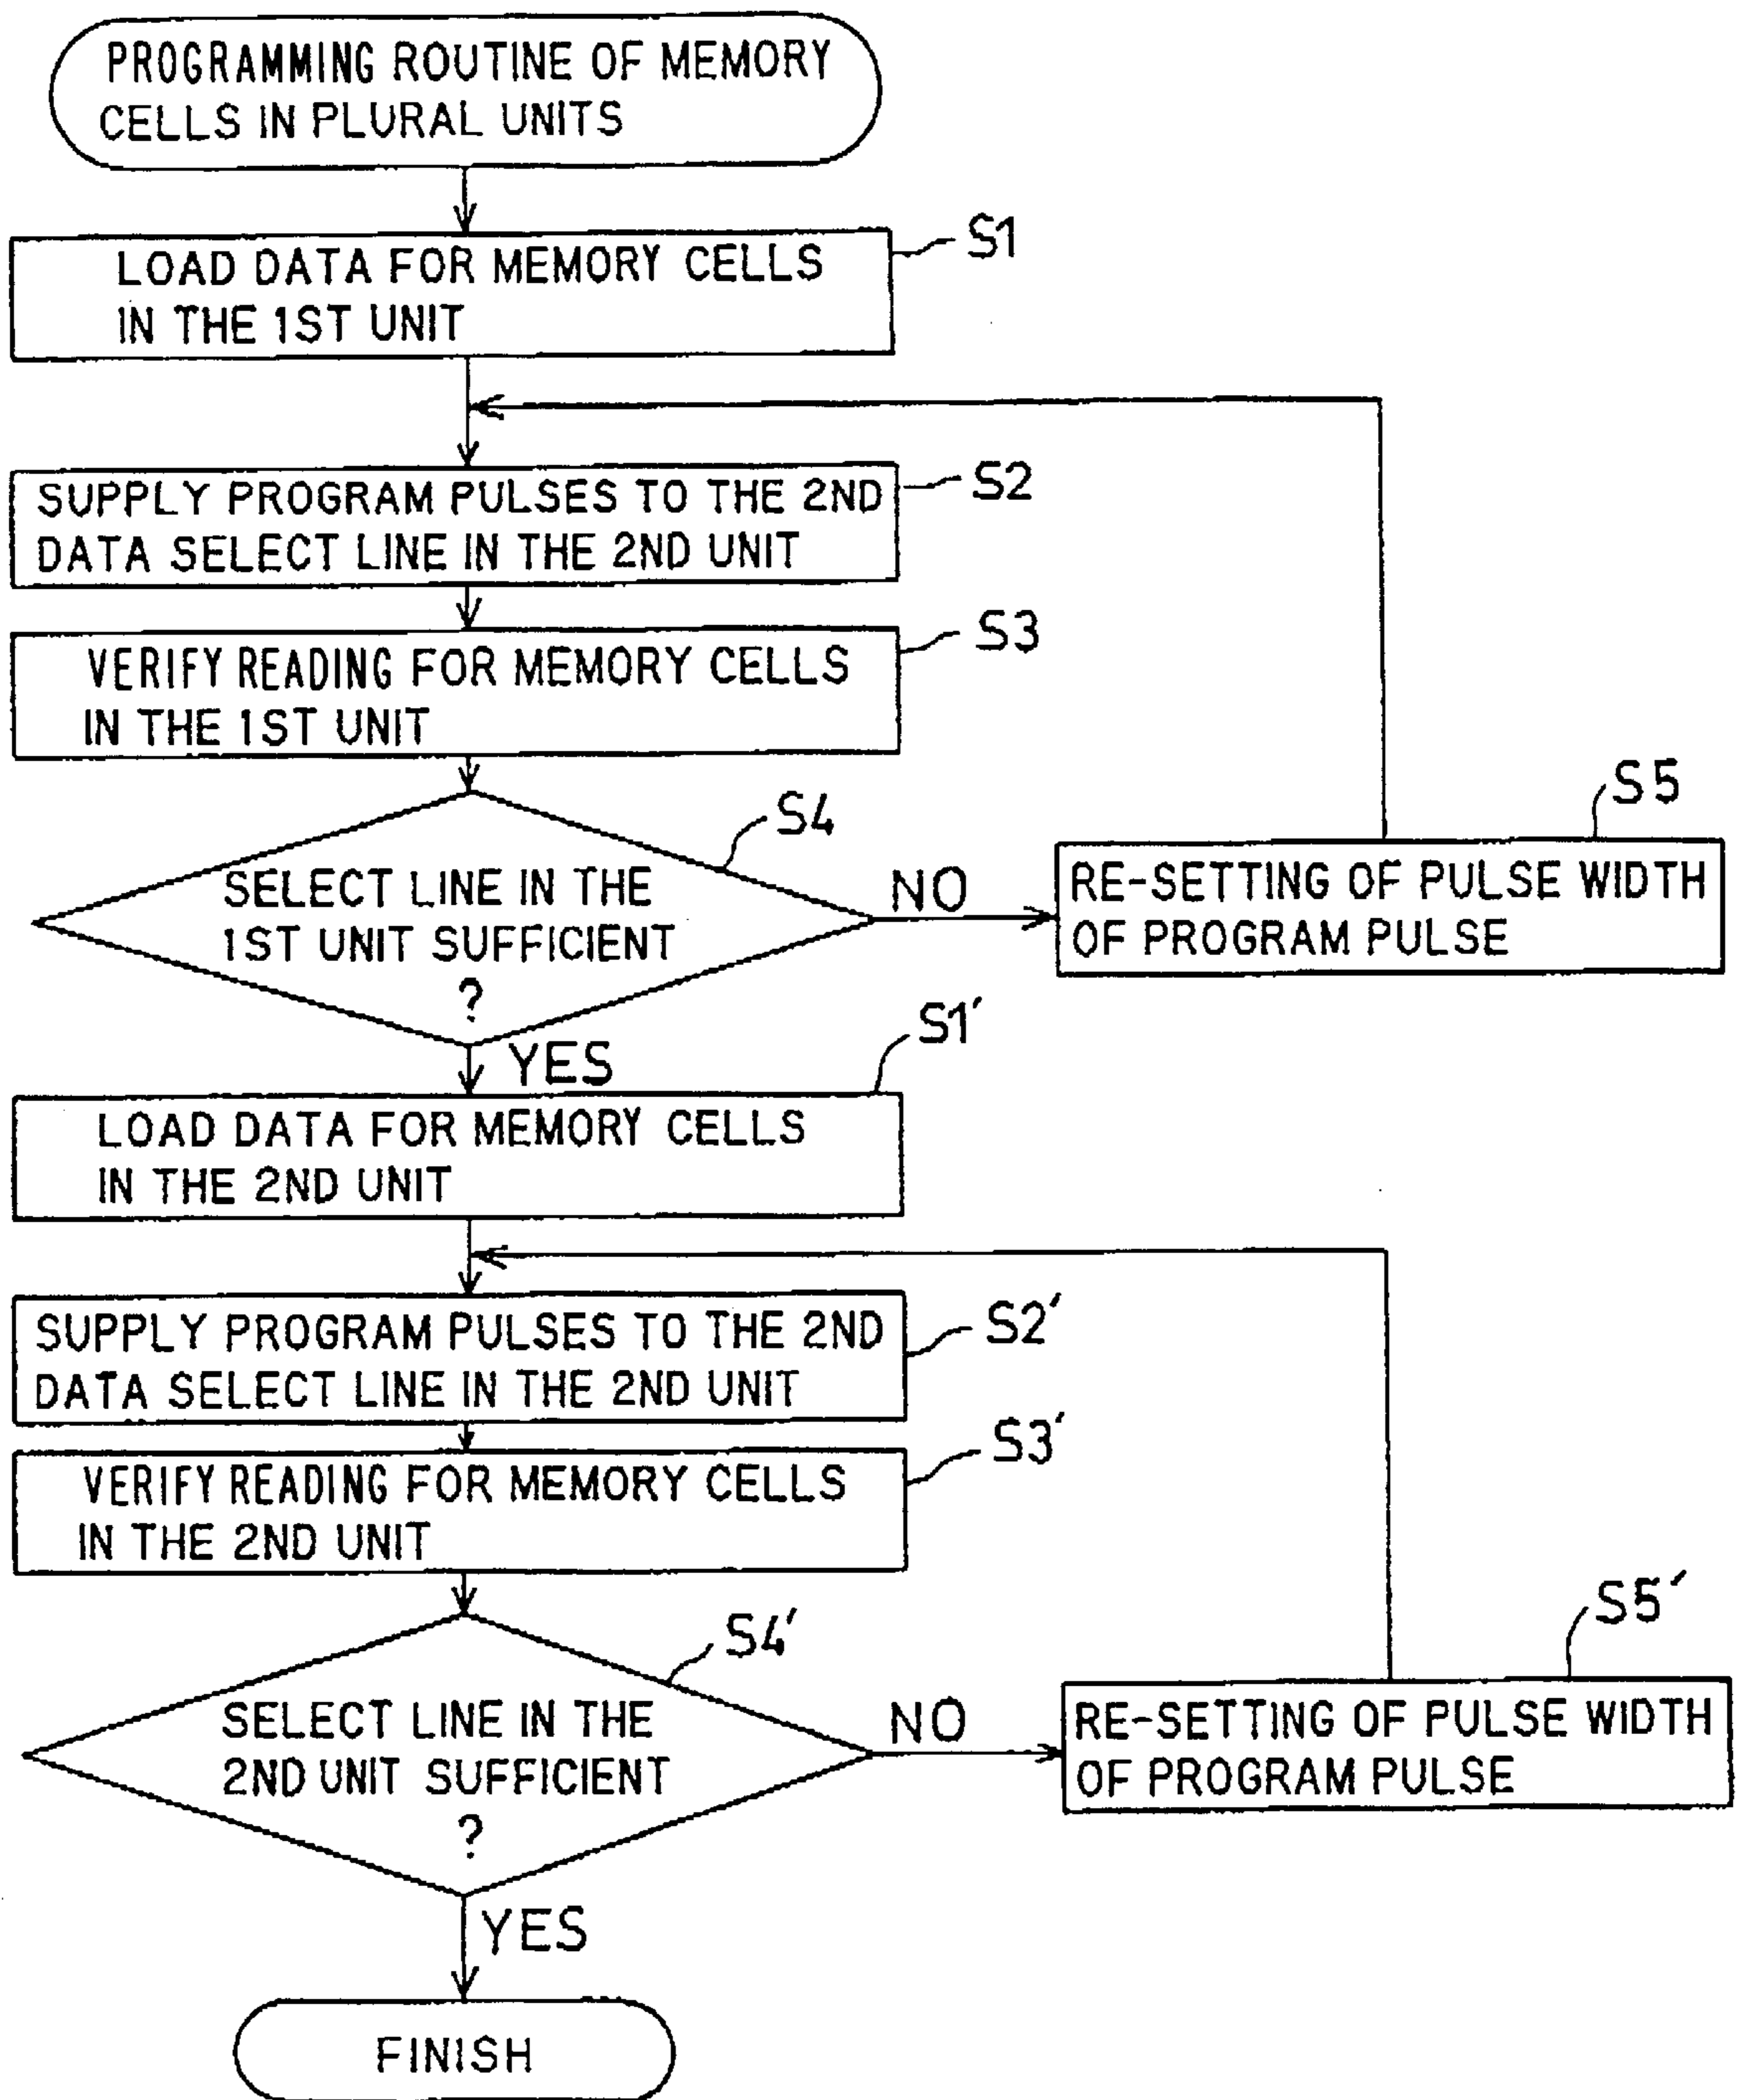 PROGRAMMING ROUTINE OF MEMORY
CELLS IN PLURAL UNITS
S1
LOAD DATA FOR MEMORY CELLS
IN THE 1ST UNIT
S2
SUPPLY PROGRAM PULSES TO THE 2ND
DATA SELECT LINE IN THE 2ND UNIT
S3
VERIFY READING FOR MEMORY CELLS
IN THE 1ST UNIT
S4
SELECT LINE IN THE
1ST UNIT SUFFICIENT
?
NO
S5
RE-SETTING OF PULSE WIDTH
OF PROGRAM PULSE
YES
S1'
LOAD DATA FOR MEMORY CELLS
IN THE 2ND UNIT
S2'
SUPPLY PROGRAM PULSES TO THE 2ND
DATA SELECT LINE IN THE 2ND UNIT
S3'
VERIFY READING FOR MEMORY CELLS
IN THE 2ND UNIT
S4'
SELECT LINE IN THE
2ND UNIT SUFFICIENT
?
NO
S5'
RE-SETTING OF PULSE WIDTH
OF PROGRAM PULSE
YES
FINISH